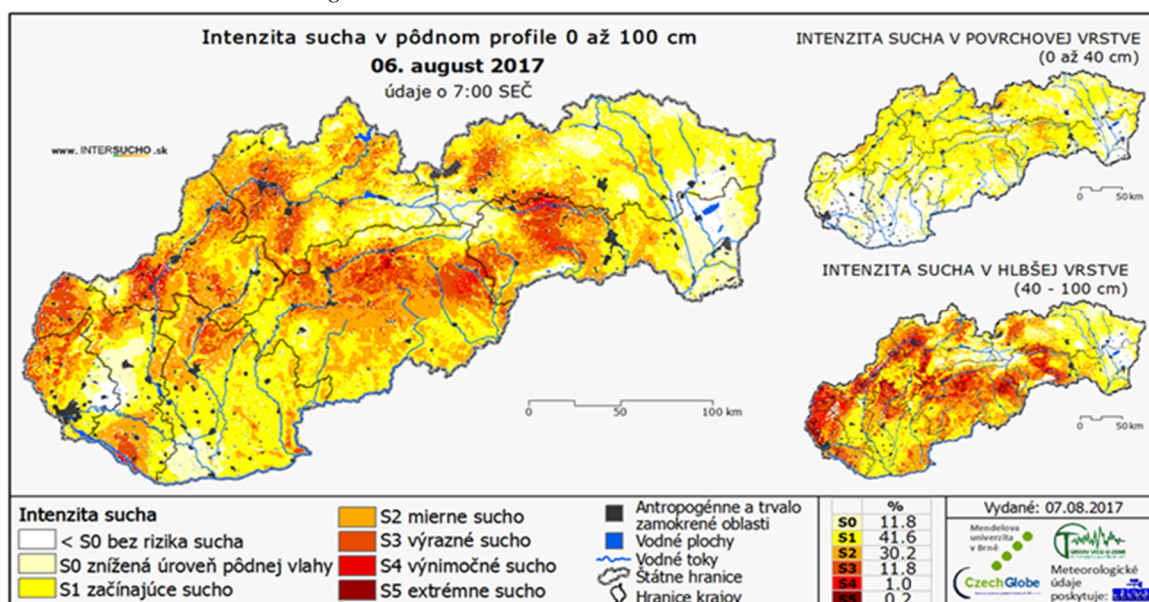 Intenzita sucha v pôdnom profile 0 až 100 cm
06. august 2017
údaje o 7:00 SEČ
www.INTERSUCHO.sk
0 50 100 km
INTENZITA SUCHA V POVRCHOVEJ VRSTVE
(0 až 40 cm)
0 50 km
INTENZITA SUCHA V HLBŠEJ VRSTVE
(40 - 100 cm)
0 50 km
Intenzita sucha
< S0 bez rizika sucha
S0 znížená úroveň pôdnej vlahy
S1 začínajúce sucho
S2 mierne sucho
S3 výrazné sucho
S4 výnimočné sucho
S5 extrémne sucho
Antropogénne a trvalo
zamokrené oblasti
Vodné plochy
Vodné toky
Štátne hranice
Hranice krajov
%
S0 11.8
S1 41.6
S2 30.2
S3 11.8
S4 1.0
S5 0.2
Vydané: 07.08.2017
Mendelova
univerzita
v Brně
CzechGlobe
Meteorologické
údaje
poskytuje: